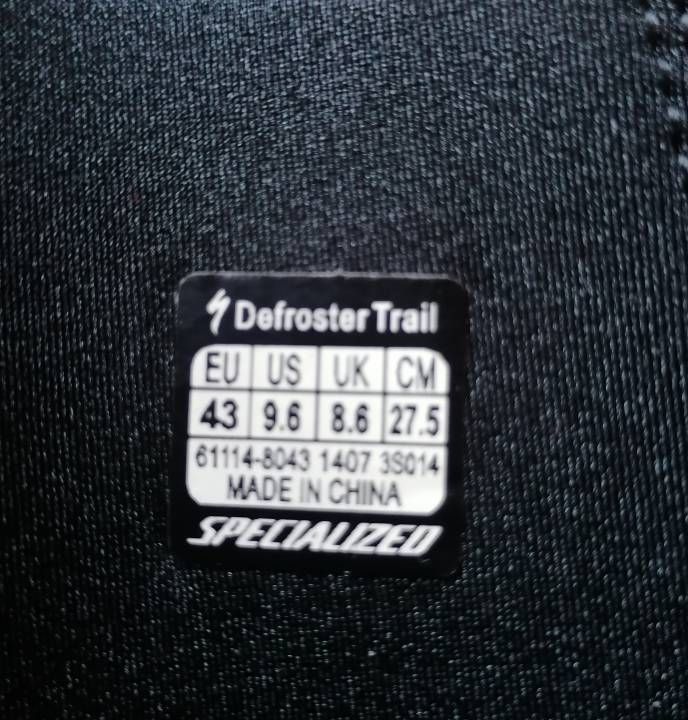 Defroster Trail
EU US UK CM
43 9.6 8.6 27.5
61114-8043 1407 3S014
MADE IN CHINA
SPECIALIZED